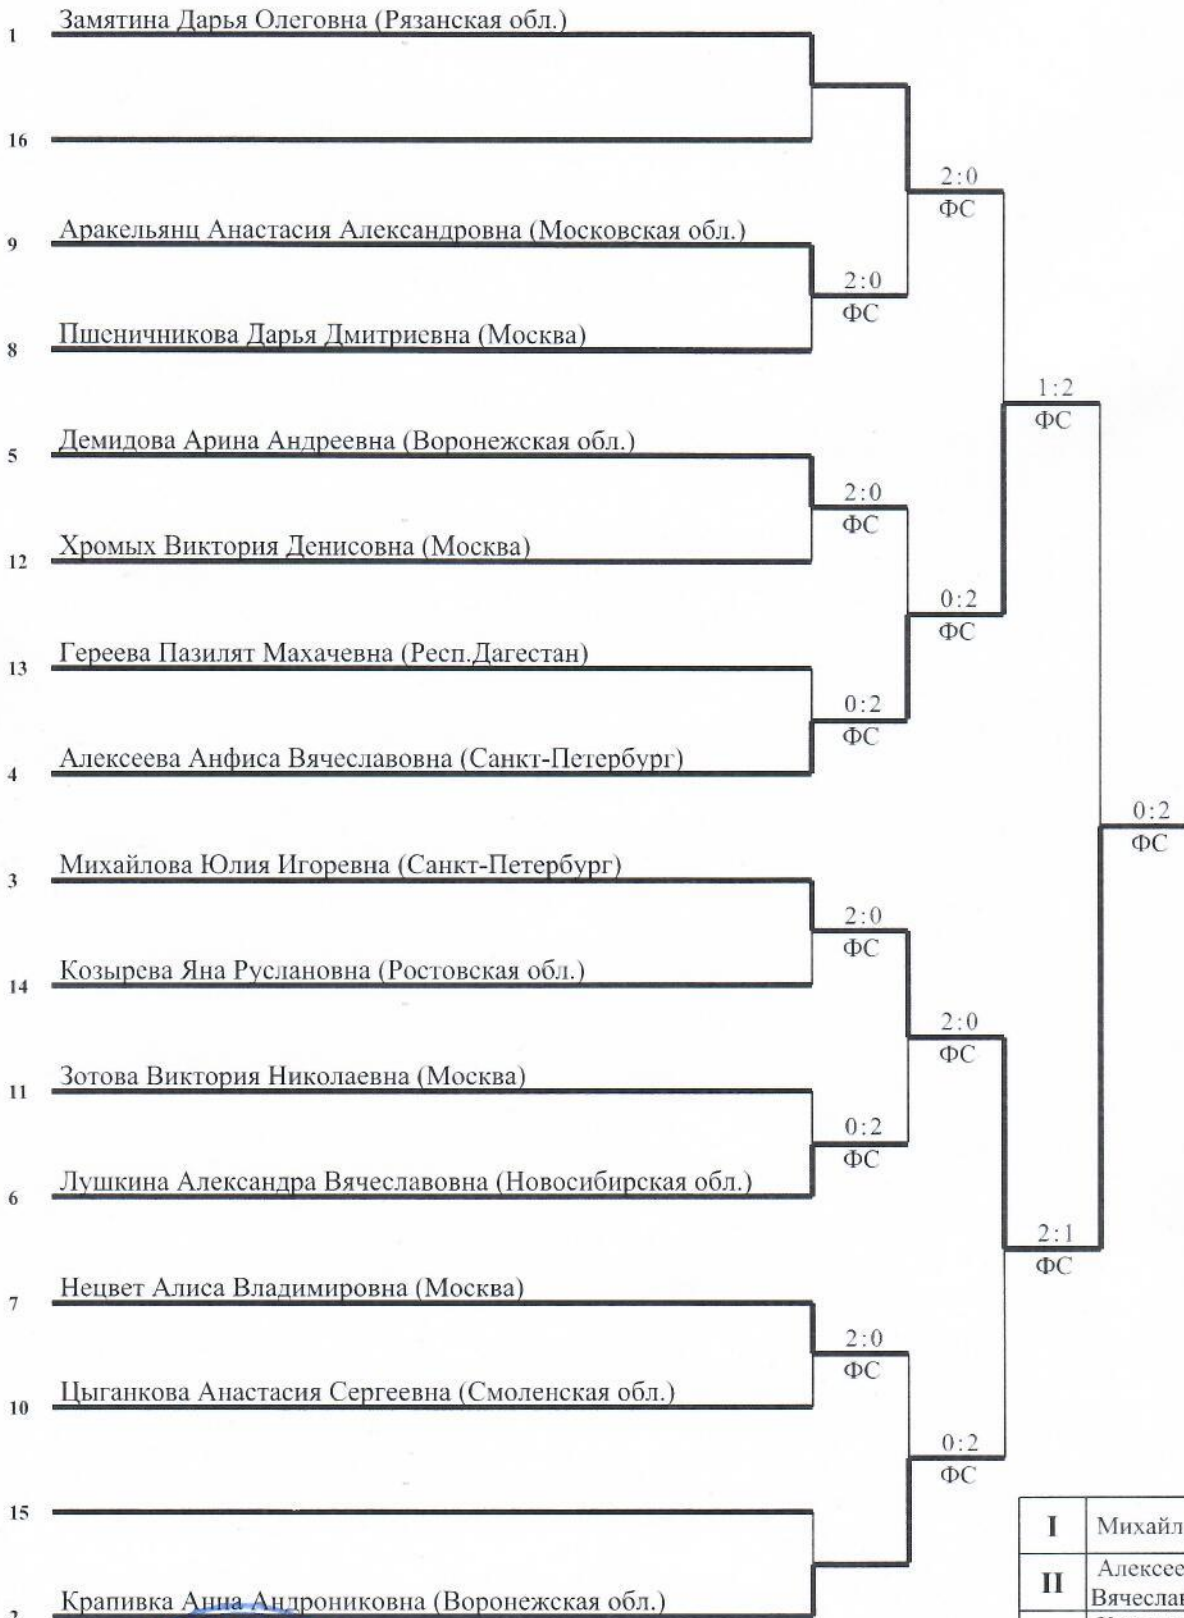 1 Замятина Дарья Олеговна (Рязанская обл.)
16
2:0
ФС
9 Аракельянц Анастасия Александровна (Московская обл.)
2:0
ФС
8 Пшеничникова Дарья Дмитриевна (Москва)
1:2
ФС
5 Демидова Арина Андреевна (Воронежская обл.)
2:0
ФС
12 Хромых Виктория Денисовна (Москва)
0:2
ФС
13 Гереева Пазилят Махачевна (Респ.Дагестан)
0:2
ФС
4 Алексеева Анфиса Вячеславовна (Санкт-Петербург)
0:2
ФС
3 Михайлова Юлия Игоревна (Санкт-Петербург)
2:0
ФС
14 Козырева Яна Руслановна (Ростовская обл.)
2:0
ФС
11 Зотова Виктория Николаевна (Москва)
0:2
ФС
6 Лушкина Александра Вячеславовна (Новосибирская обл.)
2:1
ФС
7 Нецвет Алиса Владимировна (Москва)
2:0
ФС
10 Цыганкова Анастасия Сергеевна (Смоленская обл.)
0:2
ФС
15
I Михайл
II Алексее
Вячеслав
2 Крапивка Анна Андрониковна (Воронежская обл.)